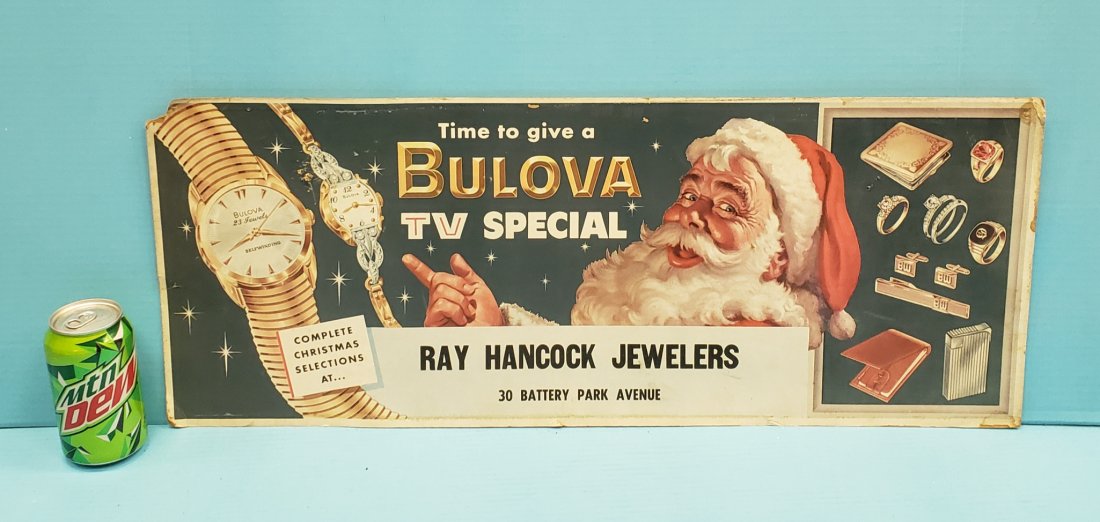 Time to give a
BULOVA
TV SPECIAL
BULOVA
23 Jewels
SELFWINDING
BULOVA
COMPLETE
CHRISTMAS
SELECTIONS
AT...
RAY HANCOCK JEWELERS
30 BATTERY PARK AVENUE
mtn
DEW